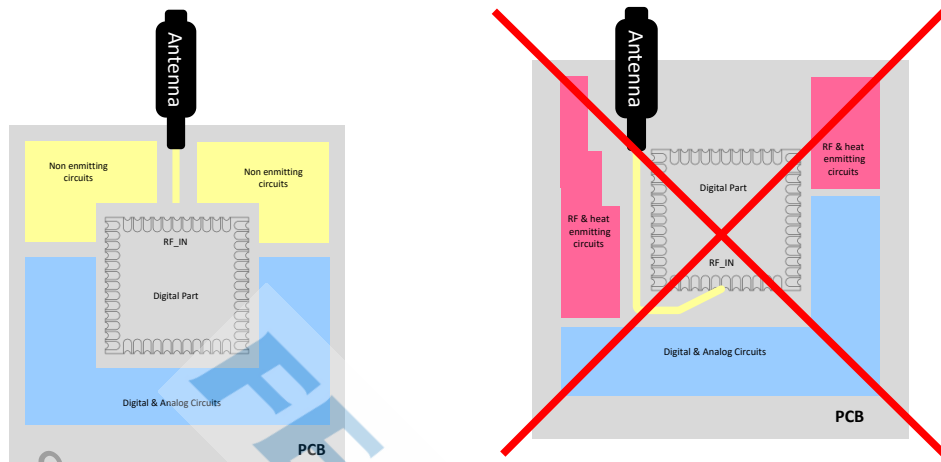 Antenna
Non enmitting
circuits
Non enmitting
circuits
RF_IN
Digital Part
Digital & Analog Circuits
PCB
Antenna
RF & heat
enmitting
circuits
Digital Part
RF & heat
enmitting
circuits
RF_IN
Digital & Analog Circuits
PCB